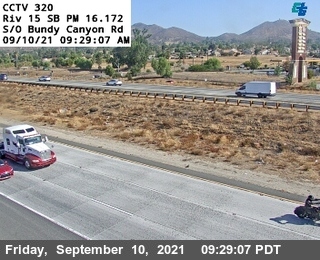 CCTV 320
Riv 15 SB PM 16.172
S/O Bundy Canyon Rd
09/10/21 09:29:07 AM
Friday, September 10, 2021 09:29:07 PDT